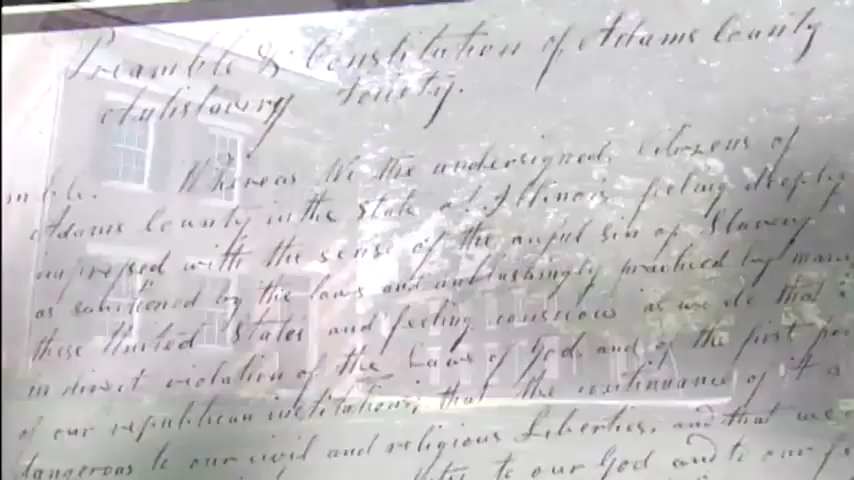 Preamble & Constitution of Adams County
Antislavery Society.
Whereas We the undersigned, citizens of
Adams County in the State of Illinois feeling deeply
impressed with the sense of the awful sin of Slavery
as sanctioned by the laws and unblushingly practiced by many
these United States and feeling conscious as we do that
in direct violation of the Laws of God, and of the first
of our republican institutions; that the continuance of it
dangerous to our civil and religious Liberties, and that we
to our God and to our